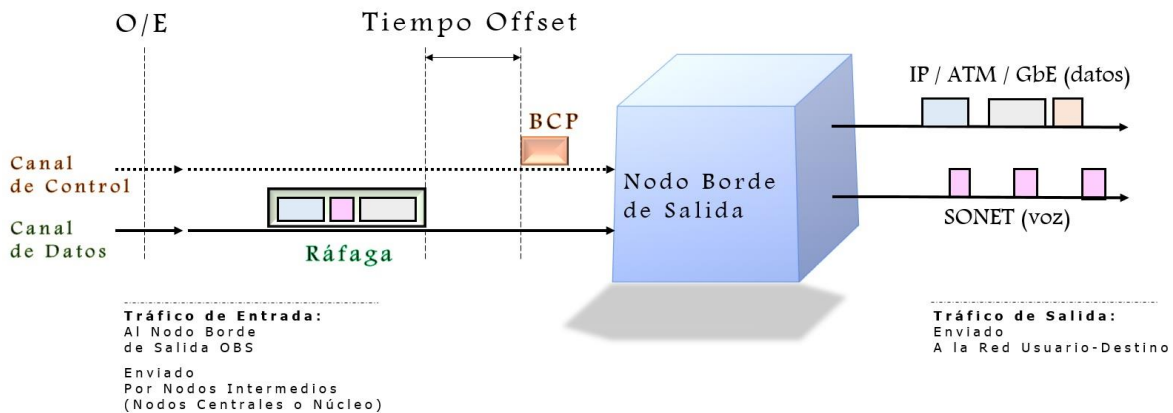 O/E
Tiempo Offset
IP / ATM / GbE (datos)
BCP
Canal
de Control
Nodo Borde
de Salida
SONET (voz)
Canal
de Datos
Ráfaga
Tráfico de Entrada:
Al Nodo Borde
de Salida OBS
Enviado
Por Nodos Intermedios
(Nodos Centrales o Núcleo)
Tráfico de Salida:
Enviado
A la Red Usuario-Destino